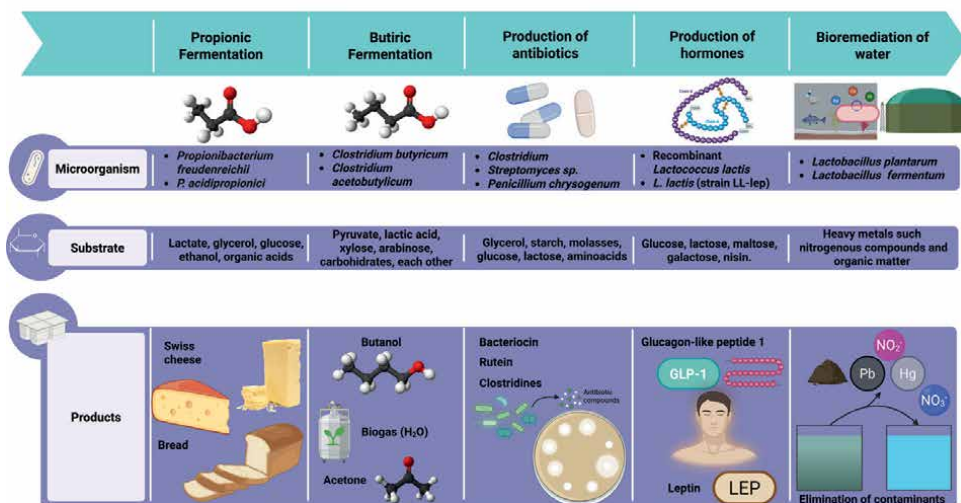 Propionic
Fermentation
Butiric
Fermentation
Production of
antibiotics
Production of
hormones
Bioremediation of
water
Microorganism
• Propionibacterium
freudenreichii
• P. acidipropionici
• Clostridium butyricum
• Clostridium
acetobutylicum
• Clostridium
• Streptomyces sp.
• Penicillium chrysogenum
• Recombinant
Lactococcus lactis
• L. lactis (strain LL-lep)
• Lactobacillus plantarum
• Lactobacillus fermentum
Substrate
Lactate, glycerol, glucose,
ethanol, organic acids
Pyruvate, lactic acid,
xylose, arabinose,
carbohidrates, each other
Glycerol, starch, molasses,
glucose, lactose, aminoacids
Glucose, lactose, maltose,
galactose, nisin.
Heavy metals such
nitrogenous compounds and
organic matter
Products
Swiss
cheese
Bread
Butanol
Biogas (H₂O)
Acetone
Bacteriocin
Rutein
Clostridines
Antibiotic
compounds
Glucagon-like peptide 1
GLP-1
Leptin
LEP
NO₂⁻
Pb
Hg
NO₃⁻
Elimination of contaminants